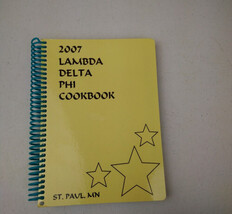 2007
LAMBDA
DELTA
PHI
COOKBOOK
ST. PAUL, MN